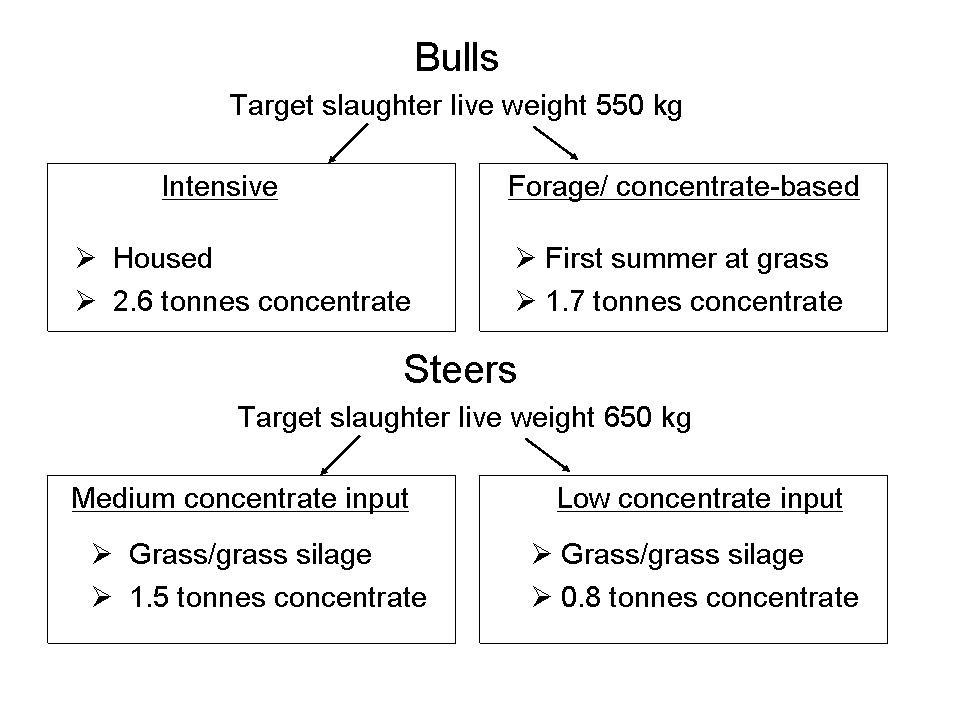 Bulls
Target slaughter live weight 550 kg
Intensive
➢ Housed
➢ 2.6 tonnes concentrate
Forage/ concentrate-based
➢ First summer at grass
➢ 1.7 tonnes concentrate
Steers
Target slaughter live weight 650 kg
Medium concentrate input
➢ Grass/grass silage
➢ 1.5 tonnes concentrate
Low concentrate input
➢ Grass/grass silage
➢ 0.8 tonnes concentrate